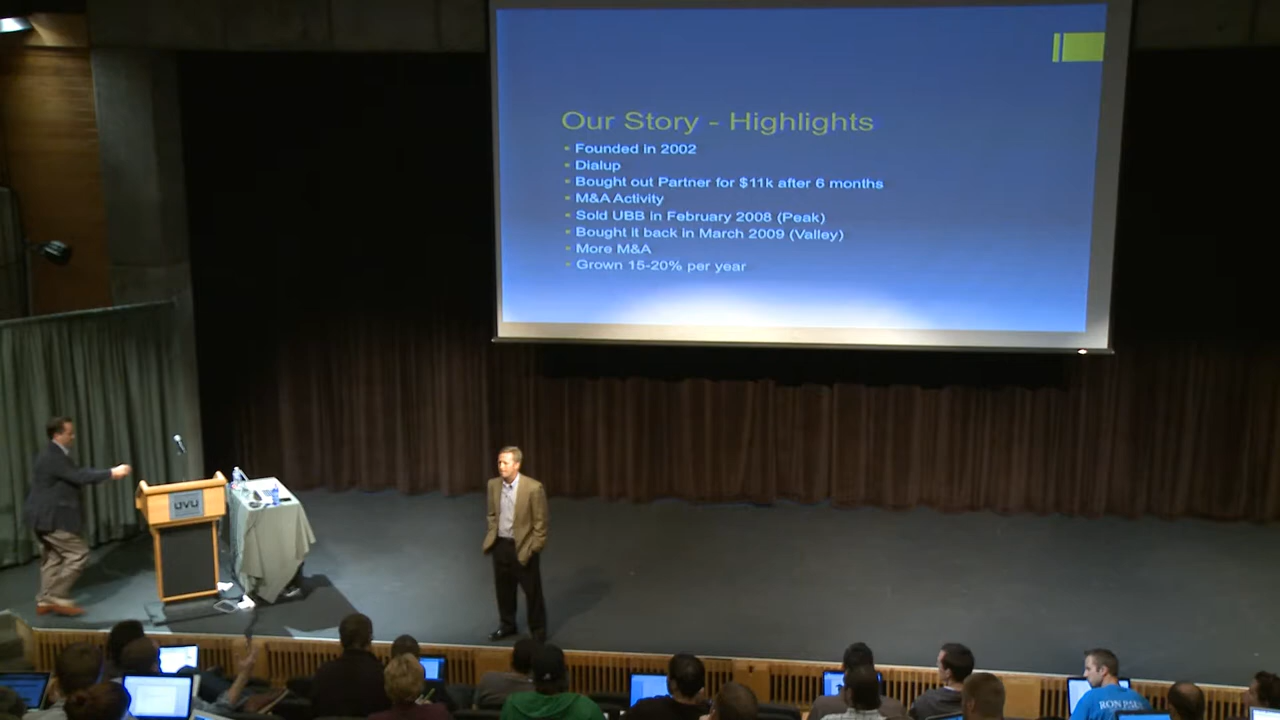 Our Story - Highlights
Founded in 2002
Dialup
Bought out Partner for $11k after 6 months
M&A Activity
Sold UBB in February 2008 (Peak)
Bought it back in March 2009 (Valley)
More M&A
Grown 15-20% per year
UVU
RON PAUL